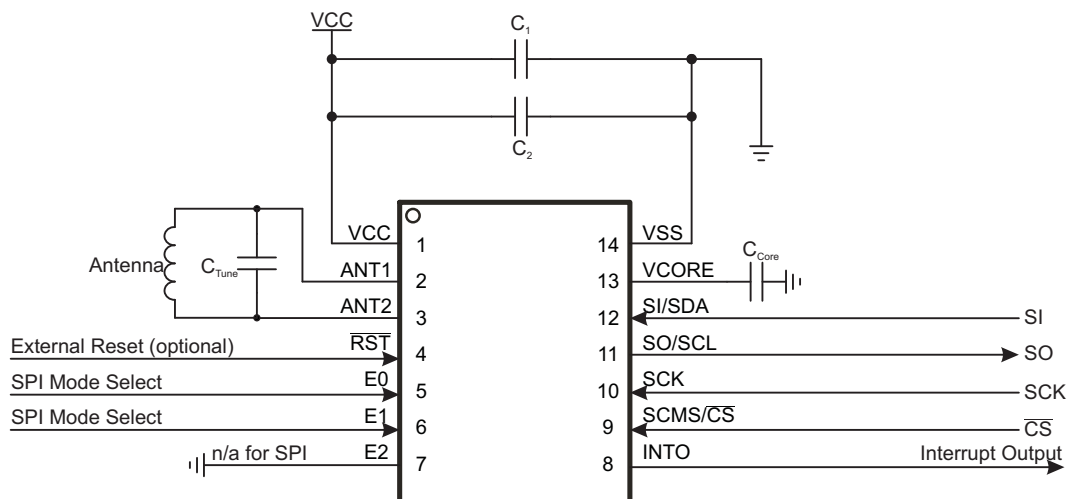 VCC
C1
C2
VCC 1 14 VSS
Antenna CTune ANT1 2 13 VCORE CCore
ANT2 3 12 SI/SDA SI
External Reset (optional) RST 4 11 SO/SCL SO
SPI Mode Select E0 5 10 SCK SCK
SPI Mode Select E1 6 9 SCMS/CS CS
n/a for SPI E2 7 8 INTO Interrupt Output